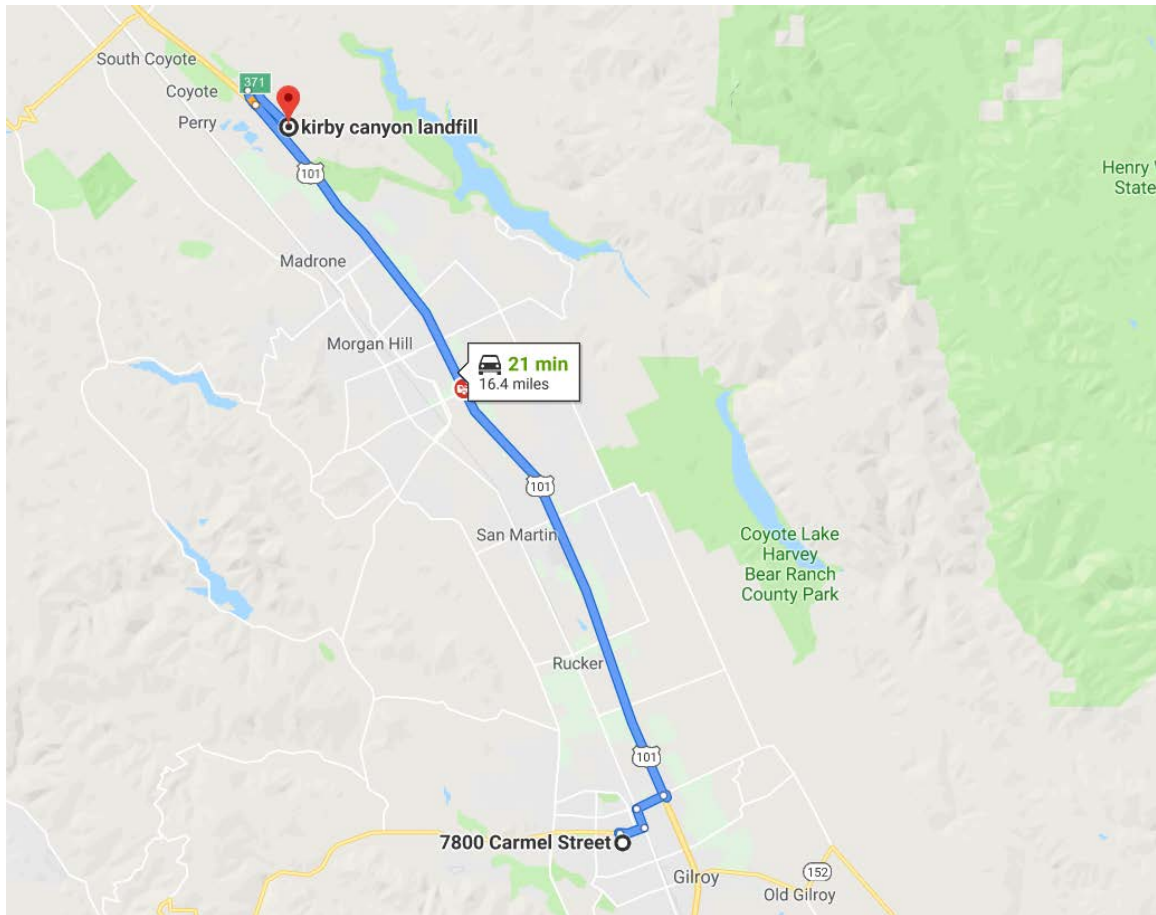 South Coyote
371
Coyote
Perry
kirby canyon landfill
101
Henry W
State
Madrone
Morgan Hill
21 min
16.4 miles
101
San Martin
Coyote Lake
Harvey
Bear Ranch
County Park
Rucker
101
7800 Carmel Street
Gilroy
152
Old Gilroy